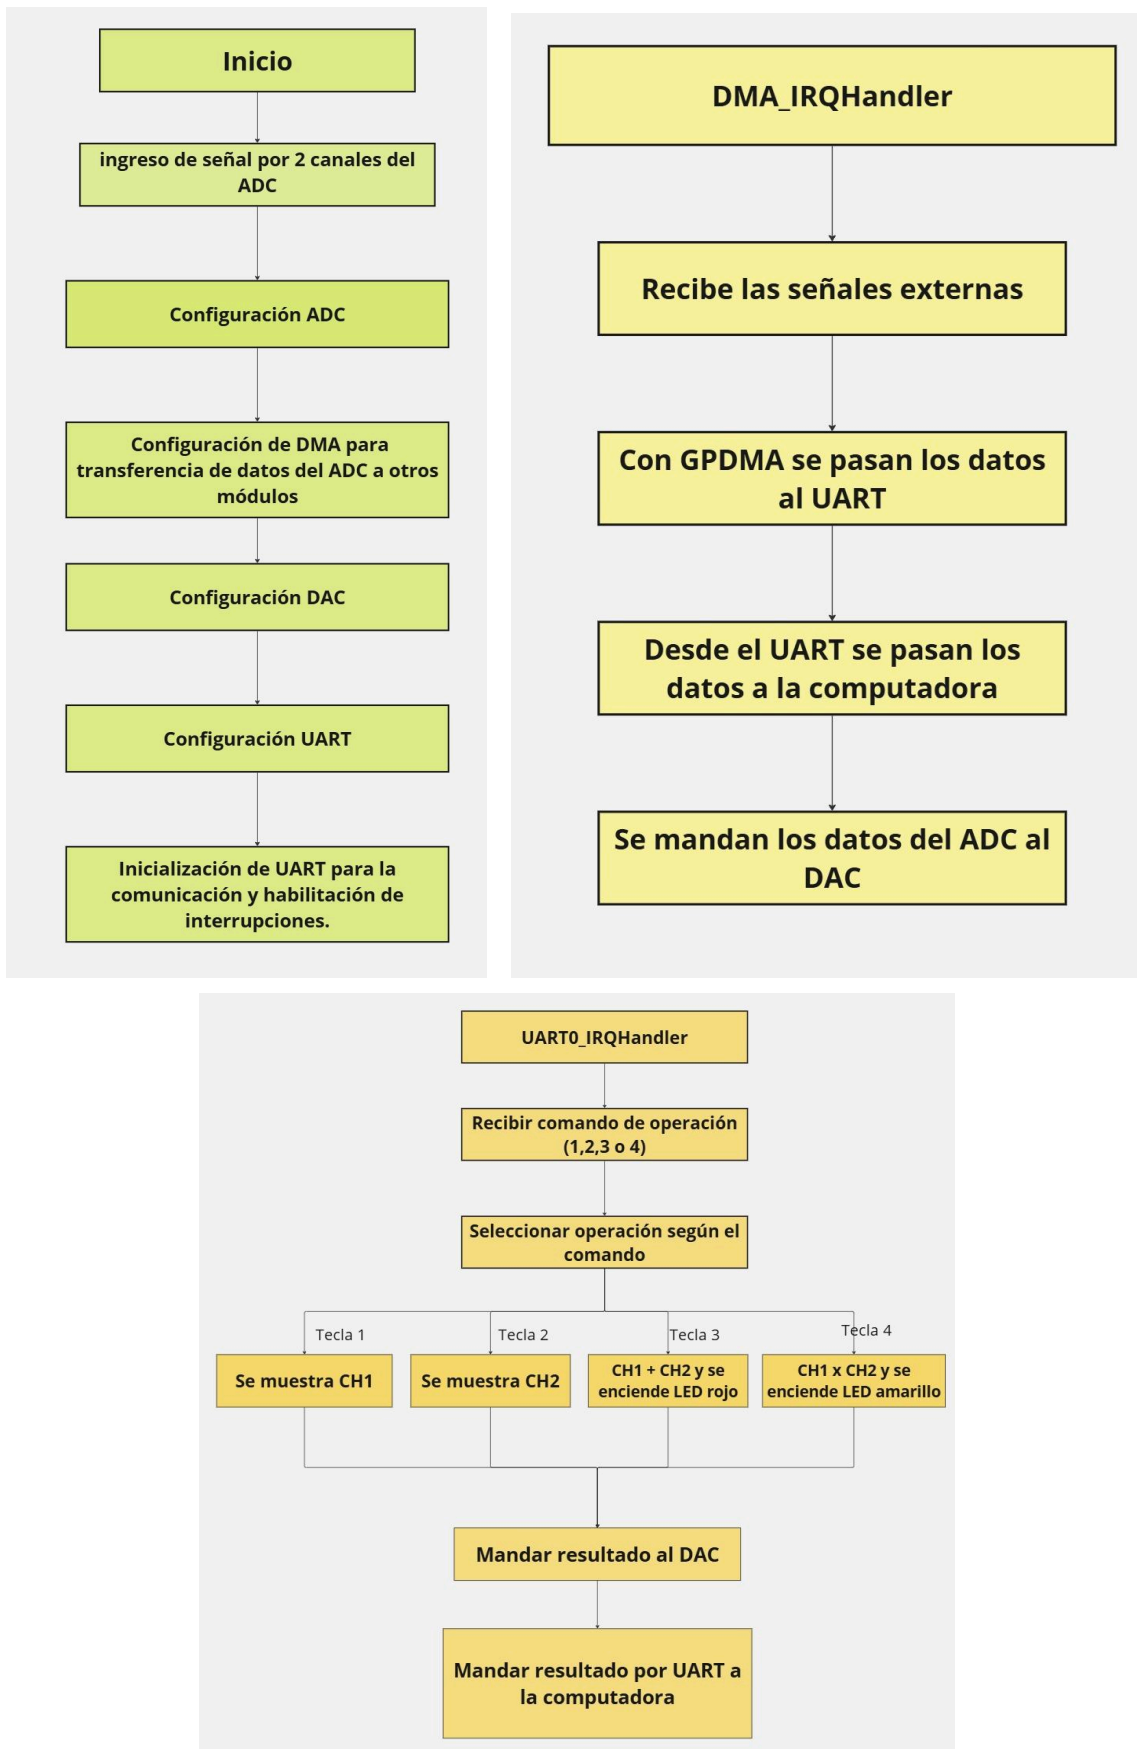 Inicio
ingreso de señal por 2 canales del
ADC
Configuración ADC
Configuración de DMA para
transferencia de datos del ADC a otros
módulos
Configuración DAC
Configuración UART
Inicialización de UART para la
comunicación y habilitación de
interrupciones.
DMA_IRQHandler
Recibe las señales externas
Con GPDMA se pasan los datos
al UART
Desde el UART se pasan los
datos a la computadora
Se mandan los datos del ADC al
DAC
UART0_IRQHandler
Recibir comando de operación
(1,2,3 o 4)
Seleccionar operación según el
comando
Tecla 1
Tecla 2
Tecla 3
Tecla 4
Se muestra CH1
Se muestra CH2
CH1 + CH2 y se
enciende LED rojo
CH1 x CH2 y se
enciende LED amarillo
Mandar resultado al DAC
Mandar resultado por UART a
la computadora